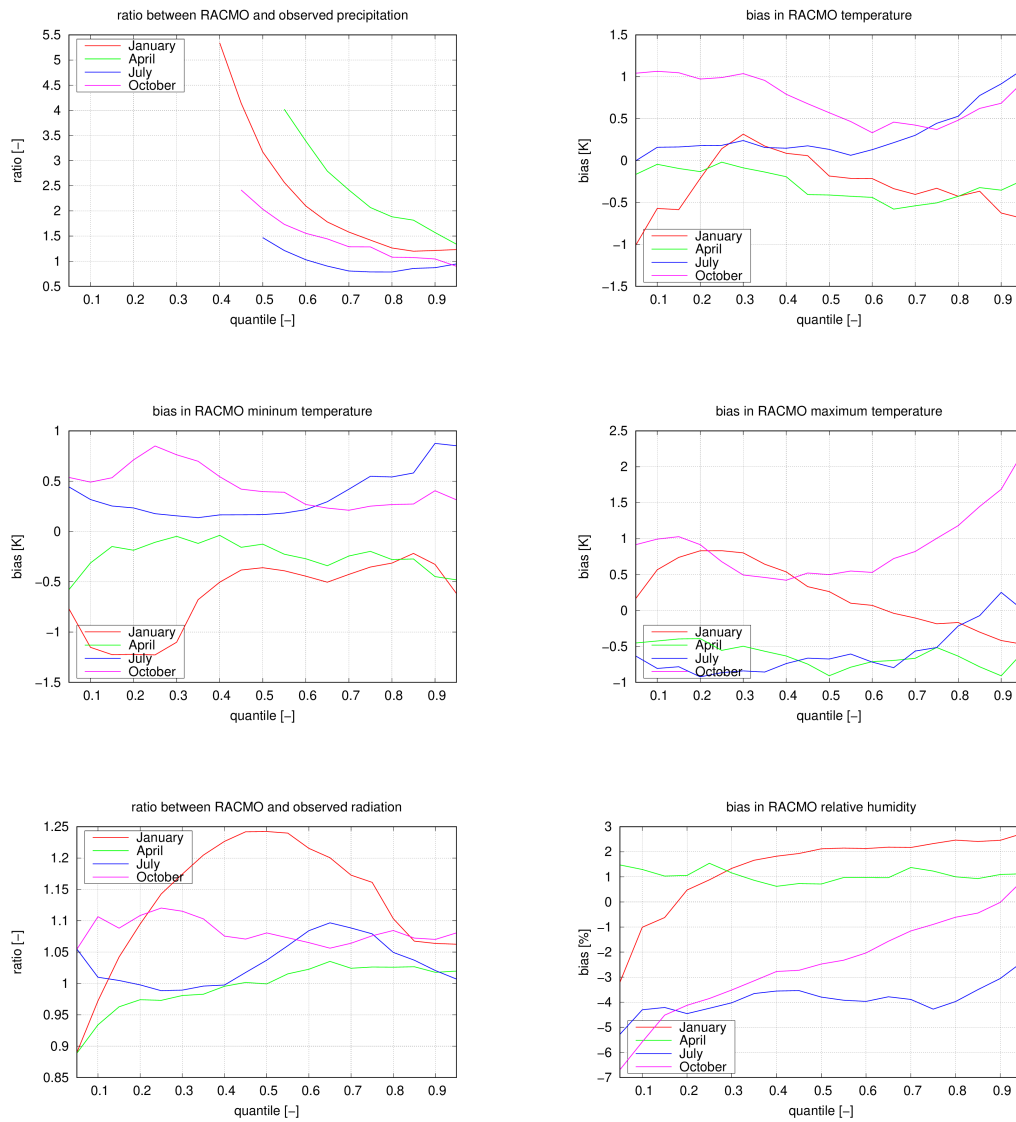 ratio between RACMO and observed precipitation
5.5
5
4.5
4
3.5
3
2.5
2
1.5
1
0.5
ratio [−]
January
April
July
October
0.1 0.2 0.3 0.4 0.5 0.6 0.7 0.8 0.9
quantile [−]
bias in RACMO temperature
1.5
1
0.5
0
−0.5
−1
−1.5
bias [K]
January
April
July
October
0.1 0.2 0.3 0.4 0.5 0.6 0.7 0.8 0.9
quantile [−]
bias in RACMO mininum temperature
1
0.5
0
−0.5
−1
−1.5
bias [K]
January
April
July
October
0.1 0.2 0.3 0.4 0.5 0.6 0.7 0.8 0.9
quantile [−]
bias in RACMO maximum temperature
2.5
2
1.5
1
0.5
0
−0.5
−1
bias [K]
January
April
July
October
0.1 0.2 0.3 0.4 0.5 0.6 0.7 0.8 0.9
quantile [−]
ratio between RACMO and observed radiation
1.25
1.2
1.15
1.1
1.05
1
0.95
0.9
0.85
ratio [−]
January
April
July
October
0.1 0.2 0.3 0.4 0.5 0.6 0.7 0.8 0.9
quantile [−]
bias in RACMO relative humidity
3
2
1
0
−1
−2
−3
−4
−5
−6
−7
bias [%]
January
April
July
October
0.1 0.2 0.3 0.4 0.5 0.6 0.7 0.8 0.9
quantile [−]